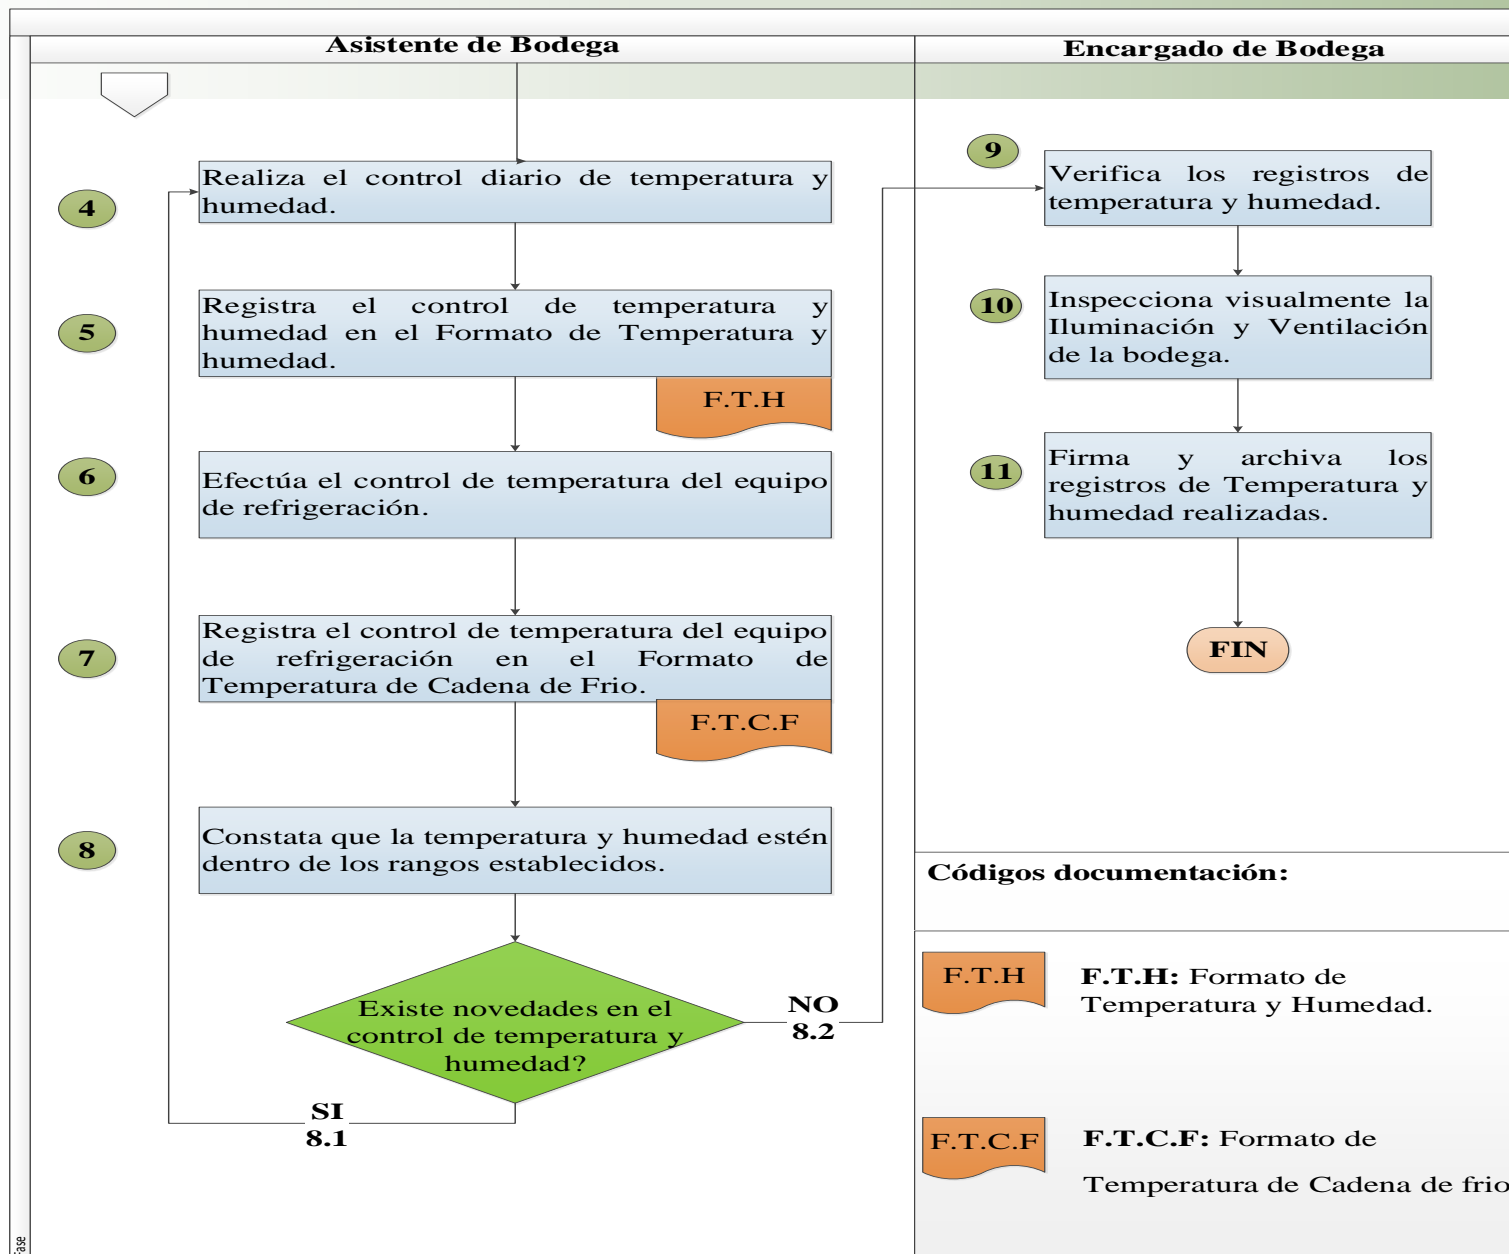 Asistente de Bodega
4
Realiza el control diario de temperatura y
humedad.
5
Registra el control de temperatura y
humedad en el Formato de Temperatura y
humedad.
F.T.H
6
Efectúa el control de temperatura del equipo
de refrigeración.
7
Registra el control de temperatura del equipo
de refrigeración en el Formato de
Temperatura de Cadena de Frio.
F.T.C.F
8
Constata que la temperatura y humedad estén
dentro de los rangos establecidos.
Existe novedades en el
control de temperatura y
humedad?
NO
8.2
SI
8.1
Encargado de Bodega
9
Verifica los registros de
temperatura y humedad.
10
Inspecciona visualmente la
Iluminación y Ventilación
de la bodega.
11
Firma y archiva los
registros de Temperatura y
humedad realizadas.
FIN
Códigos documentación:
F.T.H
F.T.H: Formato de
Temperatura y Humedad.
F.T.C.F
F.T.C.F: Formato de
Temperatura de Cadena de frio
Fase